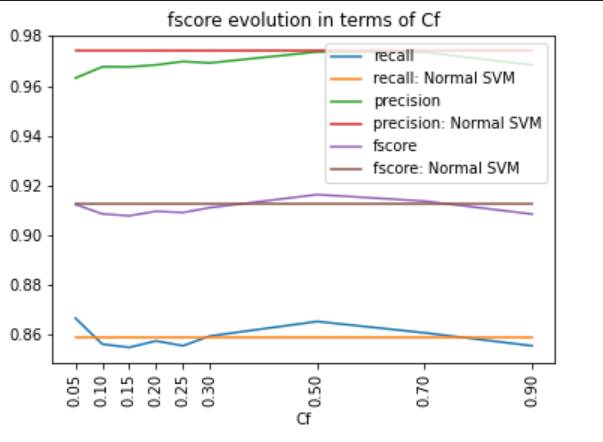 fscore evolution in terms of Cf
0.98
0.96
0.94
0.92
0.90
0.88
0.86
recall
recall: Normal SVM
precision
precision: Normal SVM
fscore
fscore: Normal SVM
0.05
0.10
0.15
0.20
0.25
0.30
0.50
0.70
0.90
Cf